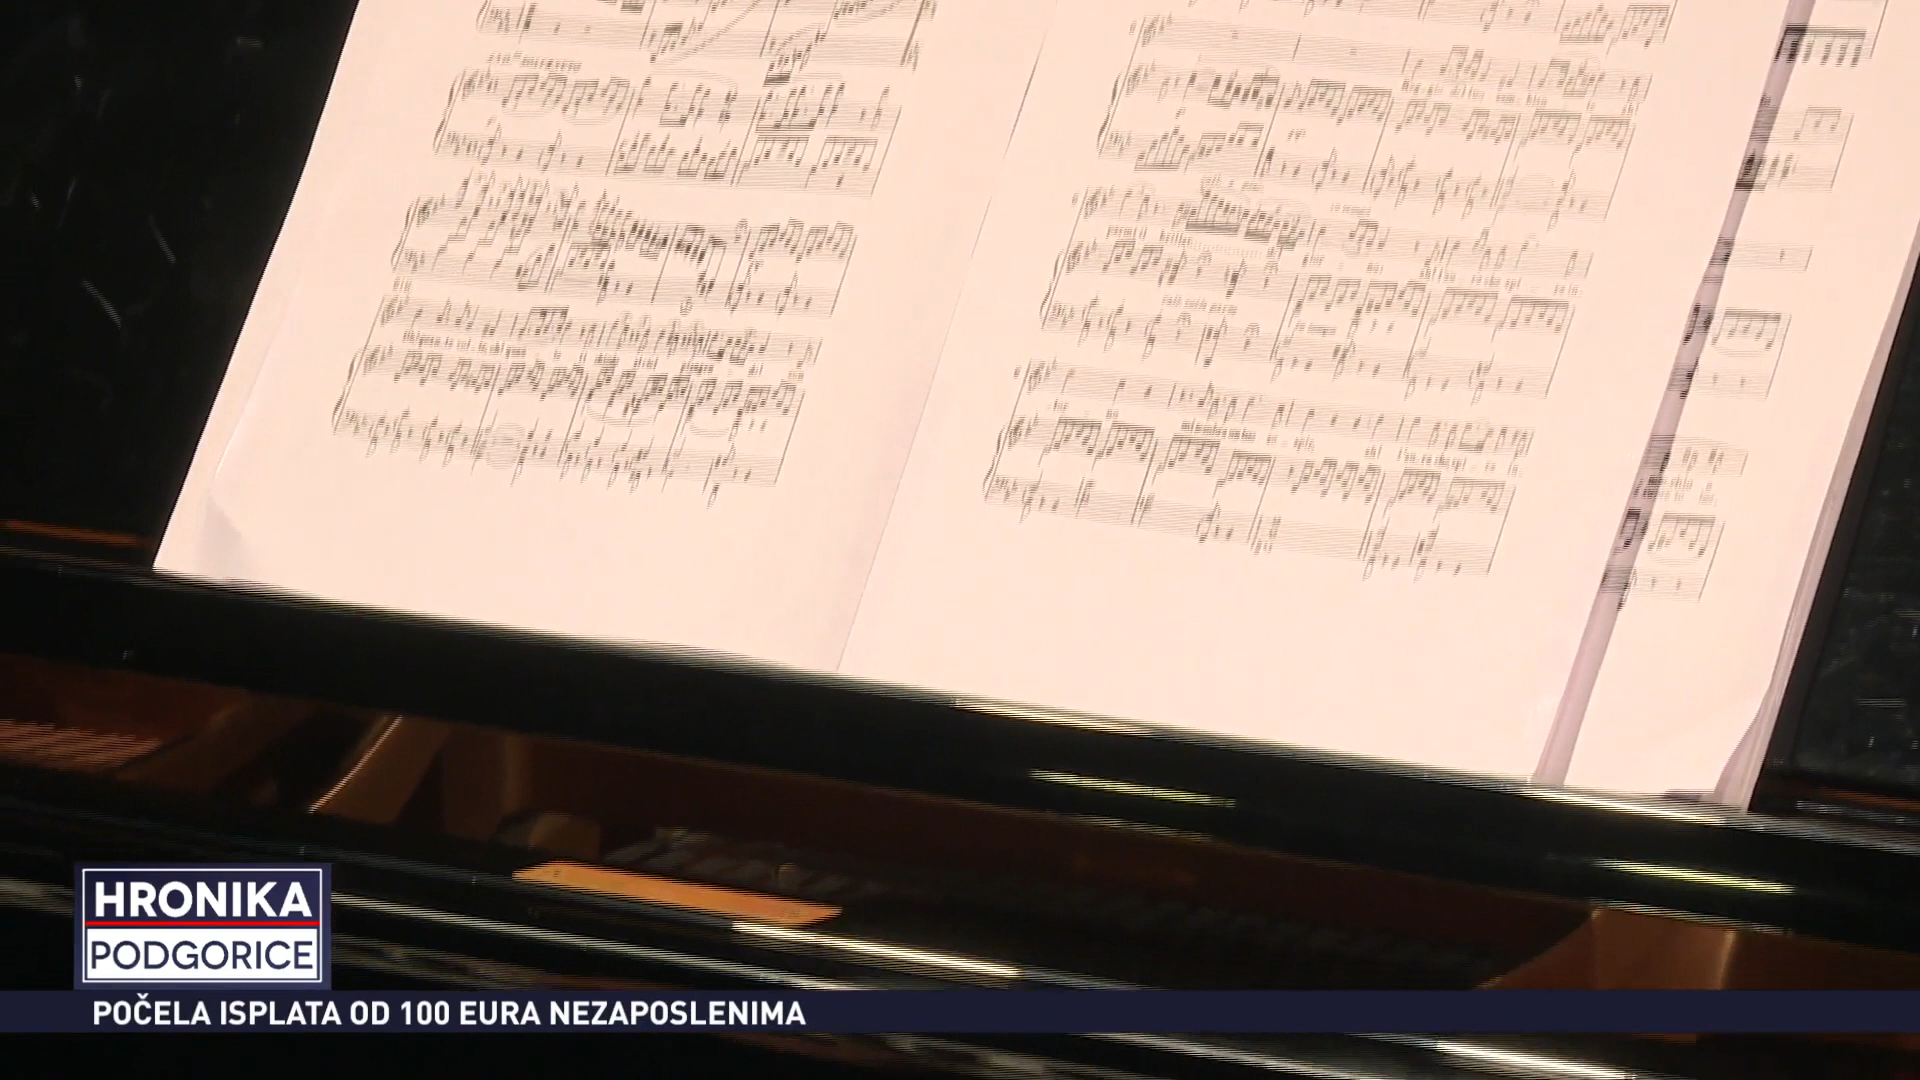 HRONIKA
PODGORICE
POČELA ISPLATA OD 100 EURA NEZAPOSLENIMA